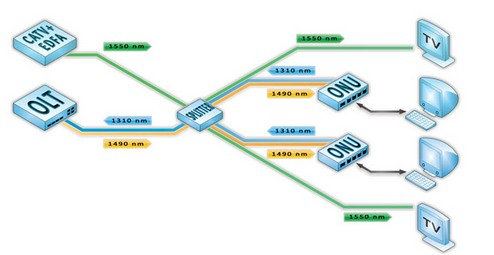 CATV+
EDFA
1550 nm
1550 nm
TV
OLT
1310 nm
1490 nm
SPLITTER
1310 nm
1490 nm
ONU
1310 nm
1490 nm
ONU
1550 nm
TV